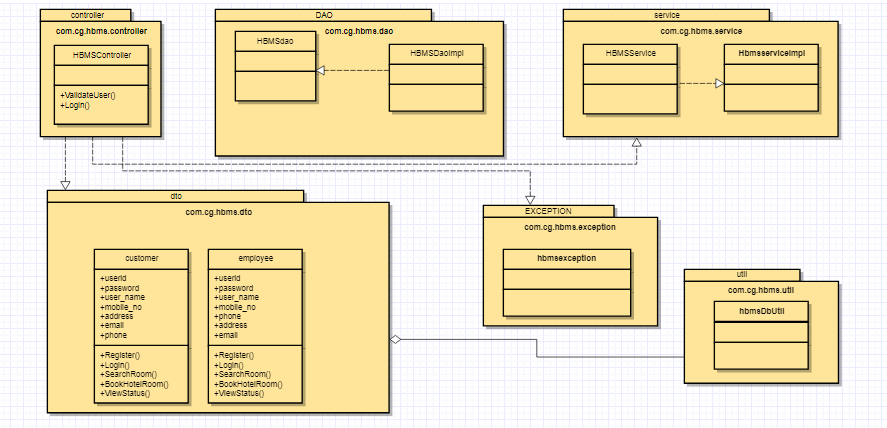 controller
com.cg.hbms.controller
HBMSController
+ValidateUser()
+Login()
DAO
com.cg.hbms.dao
HBMSdao
HBMSDaoImpl
service
com.cg.hbms.service
HBMSService
HbmsserviceImpl
dto
com.cg.hbms.dto
customer
+userid
+password
+user_name
+mobile_no
+address
+email
+phone
+Register()
+Login()
+SearchRoom()
+BookHotelRoom()
+ViewStatus()
employee
+userid
+password
+user_name
+mobile_no
+phone
+address
+email
+Register()
+Login()
+SearchRoom()
+BookHotelRoom()
+ViewStatus()
EXCEPTION
com.cg.hbms.exception
hbmsexception
util
com.cg.hbms.util
hbmsDbUtil